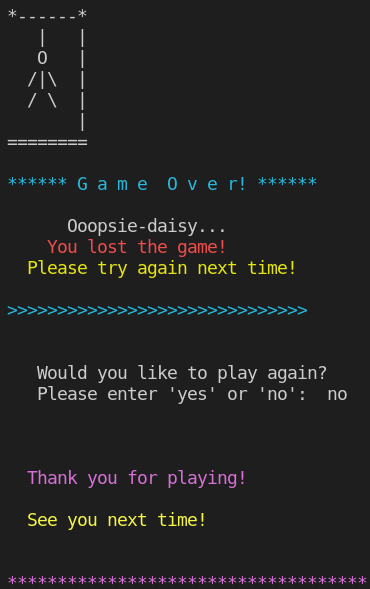 *------*
   |   |
   O   |
  /|\  |
  / \  |
       |
========
****** G a m e  O v e r! ******
Ooopsie-daisy...
You lost the game!
Please try again next time!
>>>>>>>>>>>>>>>>>>>>>>>>>>>>>>
Would you like to play again?
Please enter 'yes' or 'no':  no
Thank you for playing!
See you next time!
************************************